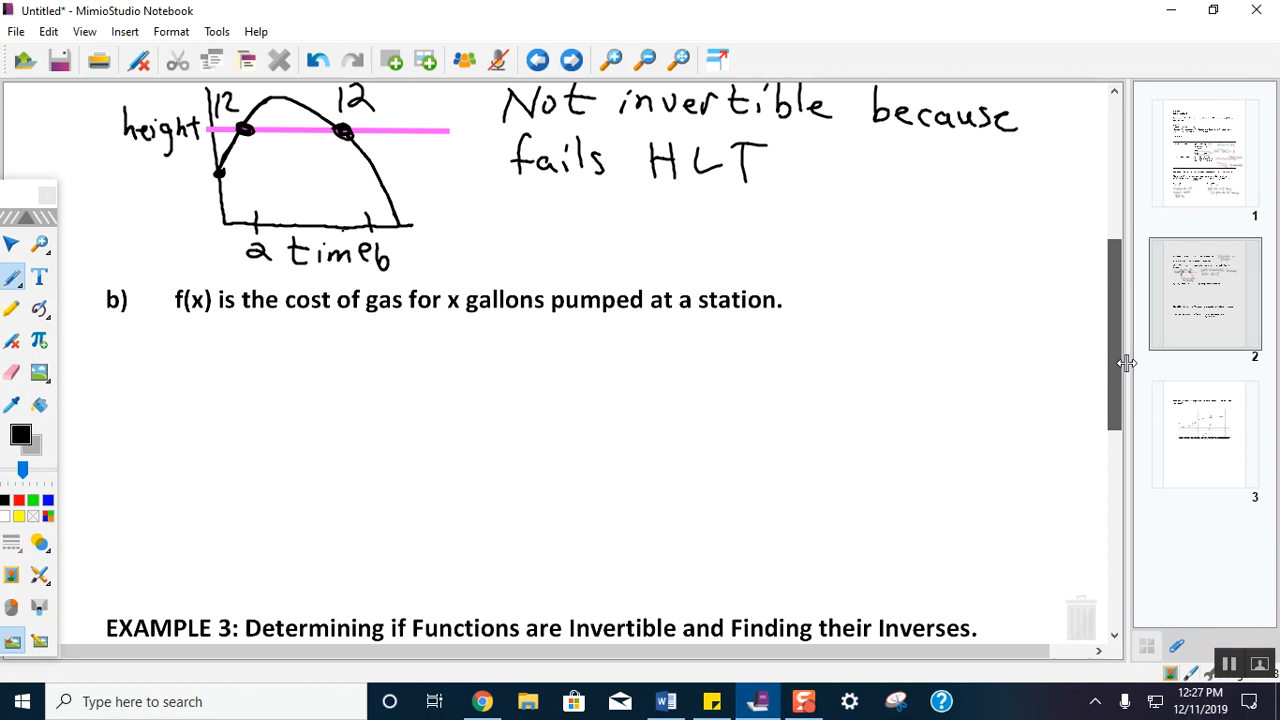 Untitled* - MimioStudio Notebook
File Edit View Insert Format Tools Help
12 12
height
Not invertible because
fails HLT
2 time 6
b) f(x) is the cost of gas for x gallons pumped at a station.
EXAMPLE 3: Determining if Functions are Invertible and Finding their Inverses.
1
2
3
Type here to search
12:27 PM
12/11/2019